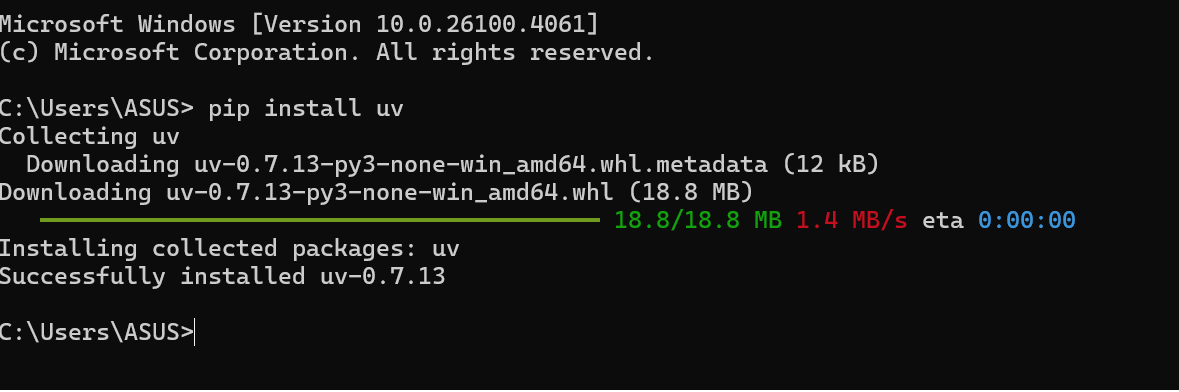 Microsoft Windows [Version 10.0.26100.4061]
(c) Microsoft Corporation. All rights reserved.
C:\Users\ASUS> pip install uv
Collecting uv
  Downloading uv-0.7.13-py3-none-win_amd64.whl.metadata (12 kB)
Downloading uv-0.7.13-py3-none-win_amd64.whl (18.8 MB)
18.8/18.8 MB 1.4 MB/s eta 0:00:00
Installing collected packages: uv
Successfully installed uv-0.7.13
C:\Users\ASUS>